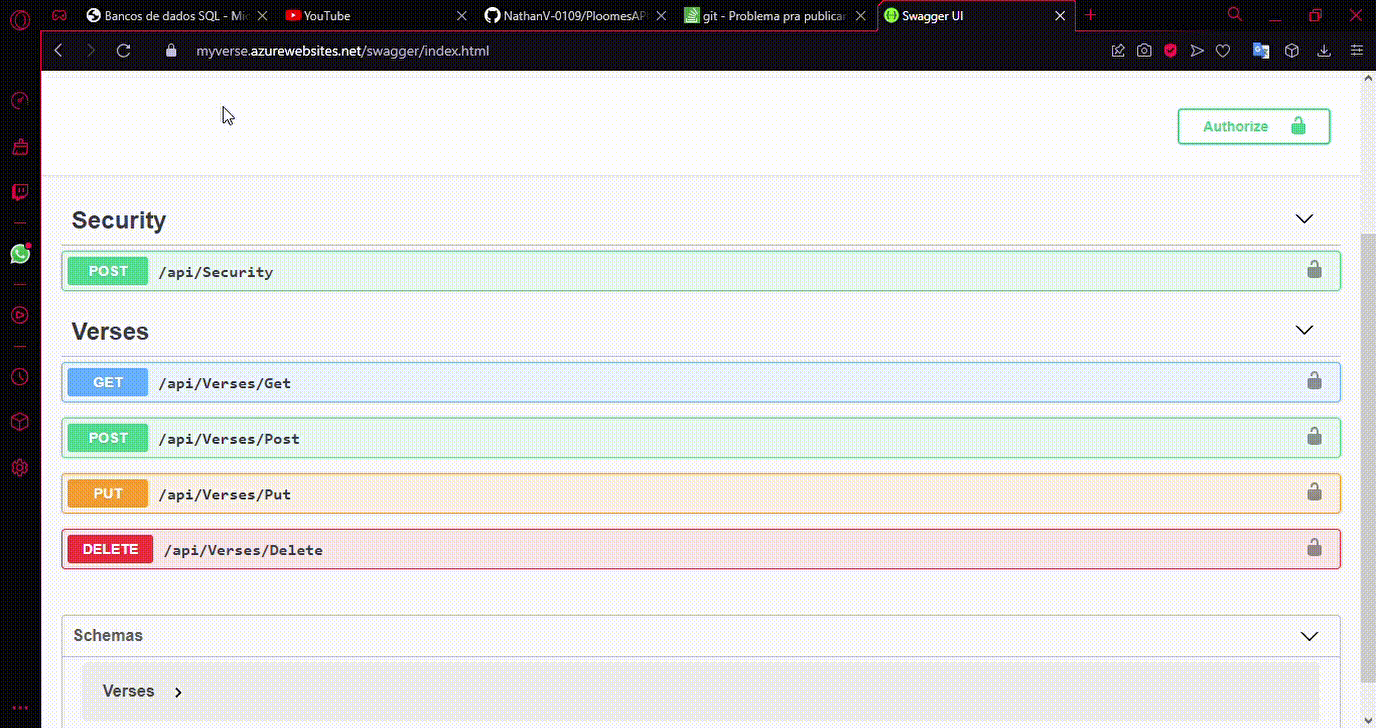 Bancos de dados SQL - Mic
YouTube
NathanV-0109/PloomesAP
git - Problema pra publicar
Swagger UI
myverse.azurewebsites.net/swagger/index.html
Authorize
Security
POST /api/Security
Verses
GET /api/Verses/Get
POST /api/Verses/Post
PUT /api/Verses/Put
DELETE /api/Verses/Delete
Schemas
Verses